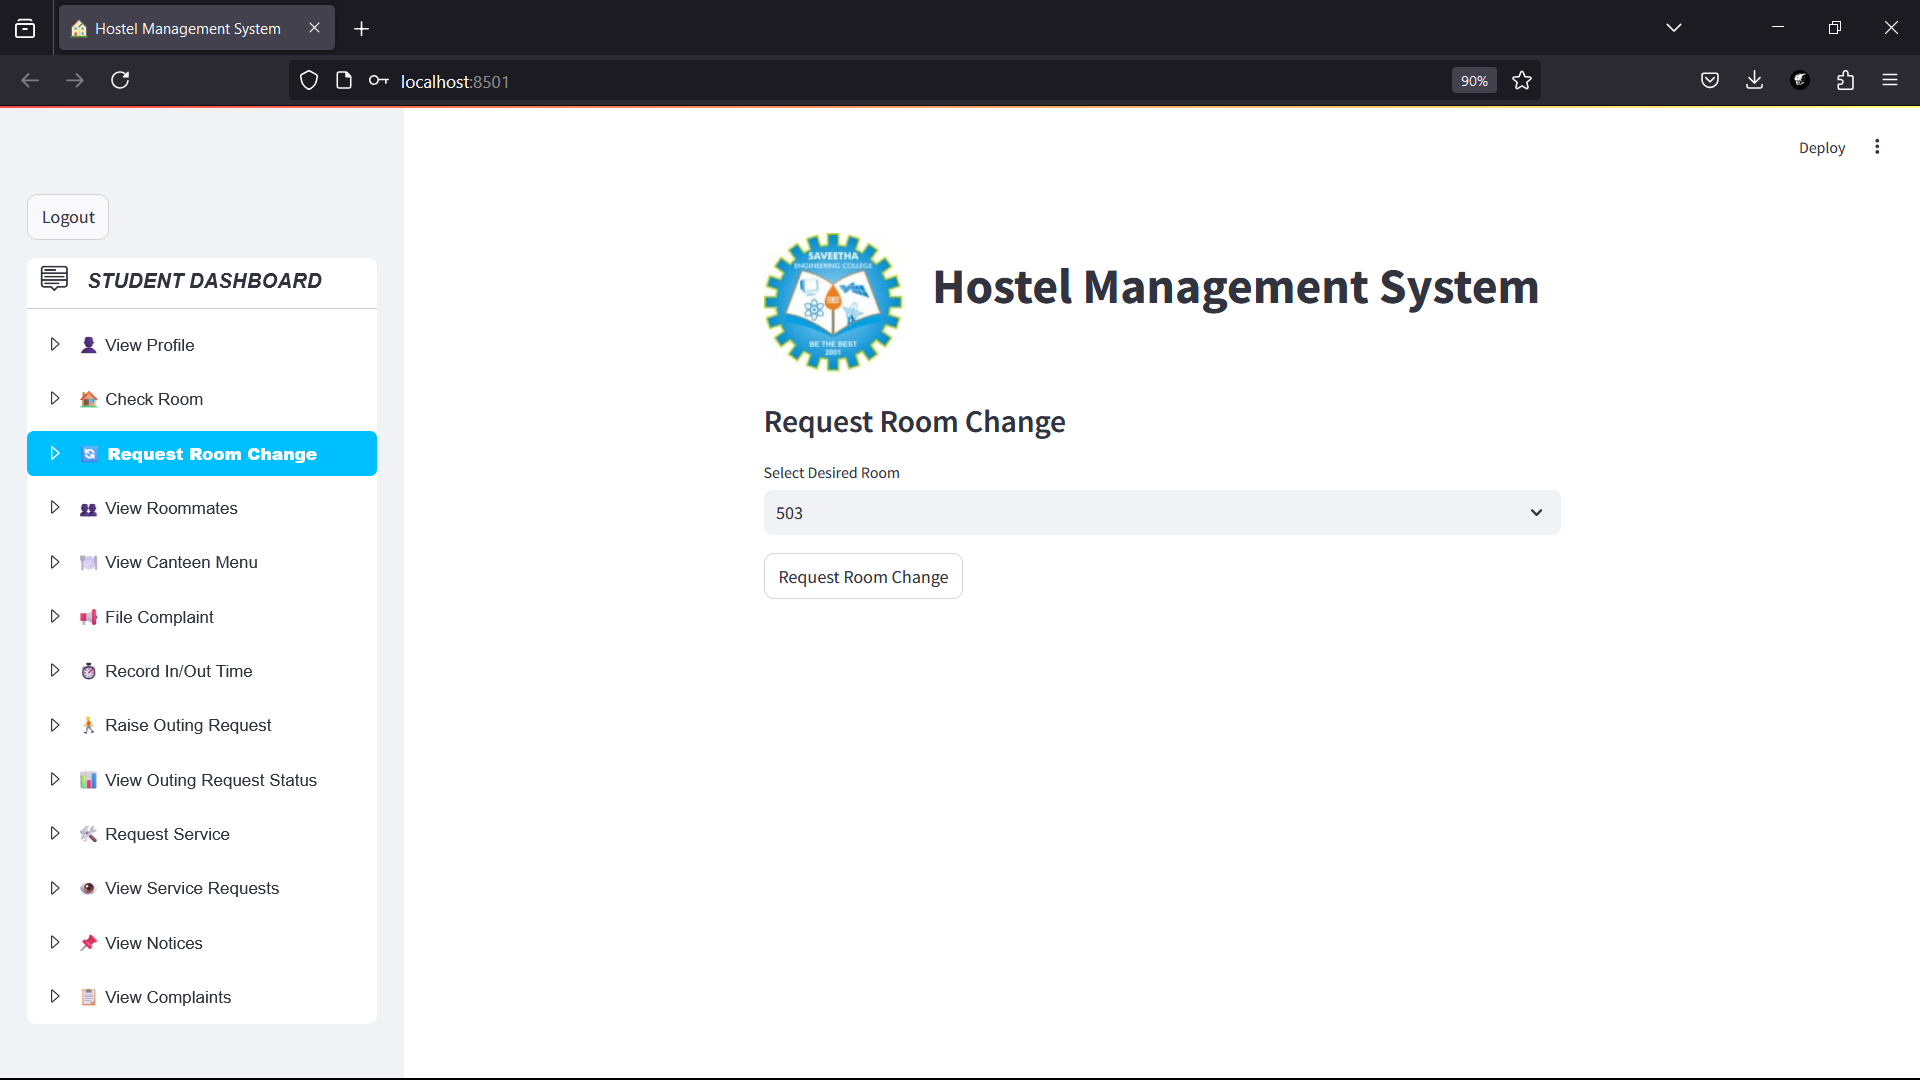 Hostel Management System
localhost:8501
90%
Deploy
Logout
STUDENT DASHBOARD
View Profile
Check Room
Request Room Change
View Roommates
View Canteen Menu
File Complaint
Record In/Out Time
Raise Outing Request
View Outing Request Status
Request Service
View Service Requests
View Notices
View Complaints
SAVEETHA
ENGINEERING COLLEGE
BE THE BEST
2001
Hostel Management System
Request Room Change
Select Desired Room
503
Request Room Change